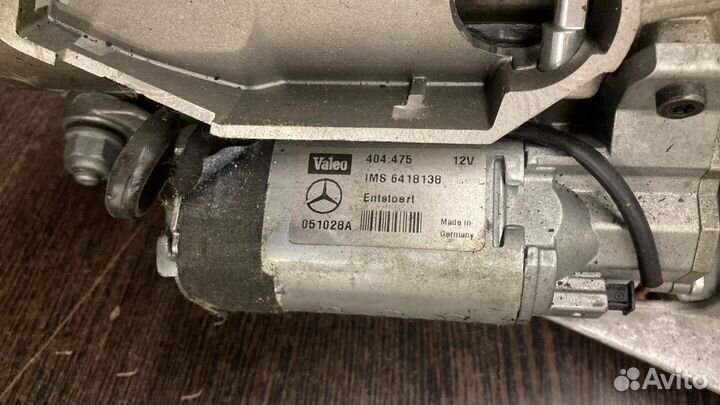 Valeo 404.475 12V
IMS 6418138
Entstoert
051028A Made in
Germany
Avito